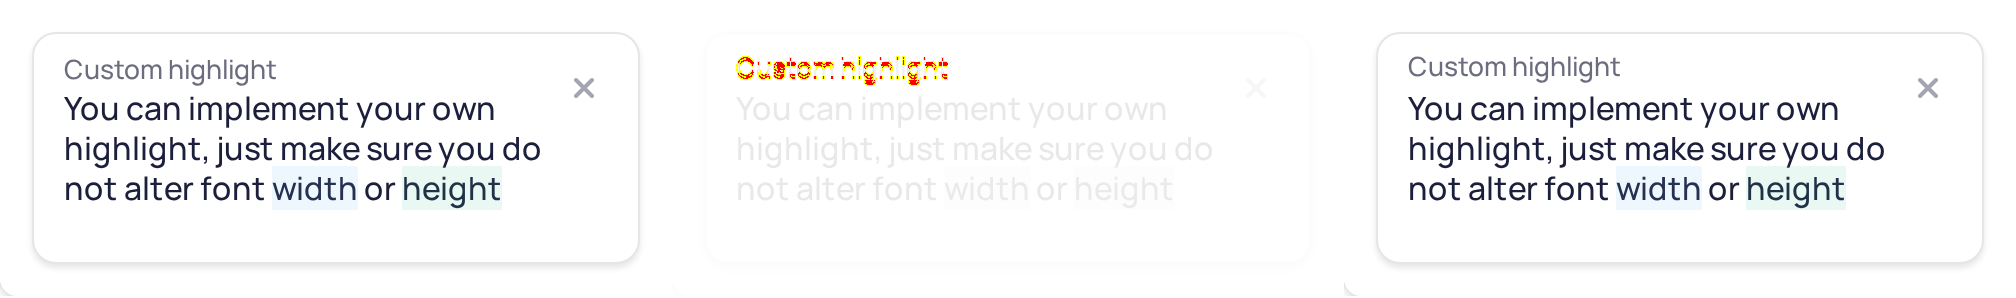 Custom highlight
You can implement your own
highlight, just make sure you do
not alter font width or height
Custom highlight
You can implement your own
highlight, just make sure you do
not alter font width or height
Custom highlight
You can implement your own
highlight, just make sure you do
not alter font width or height